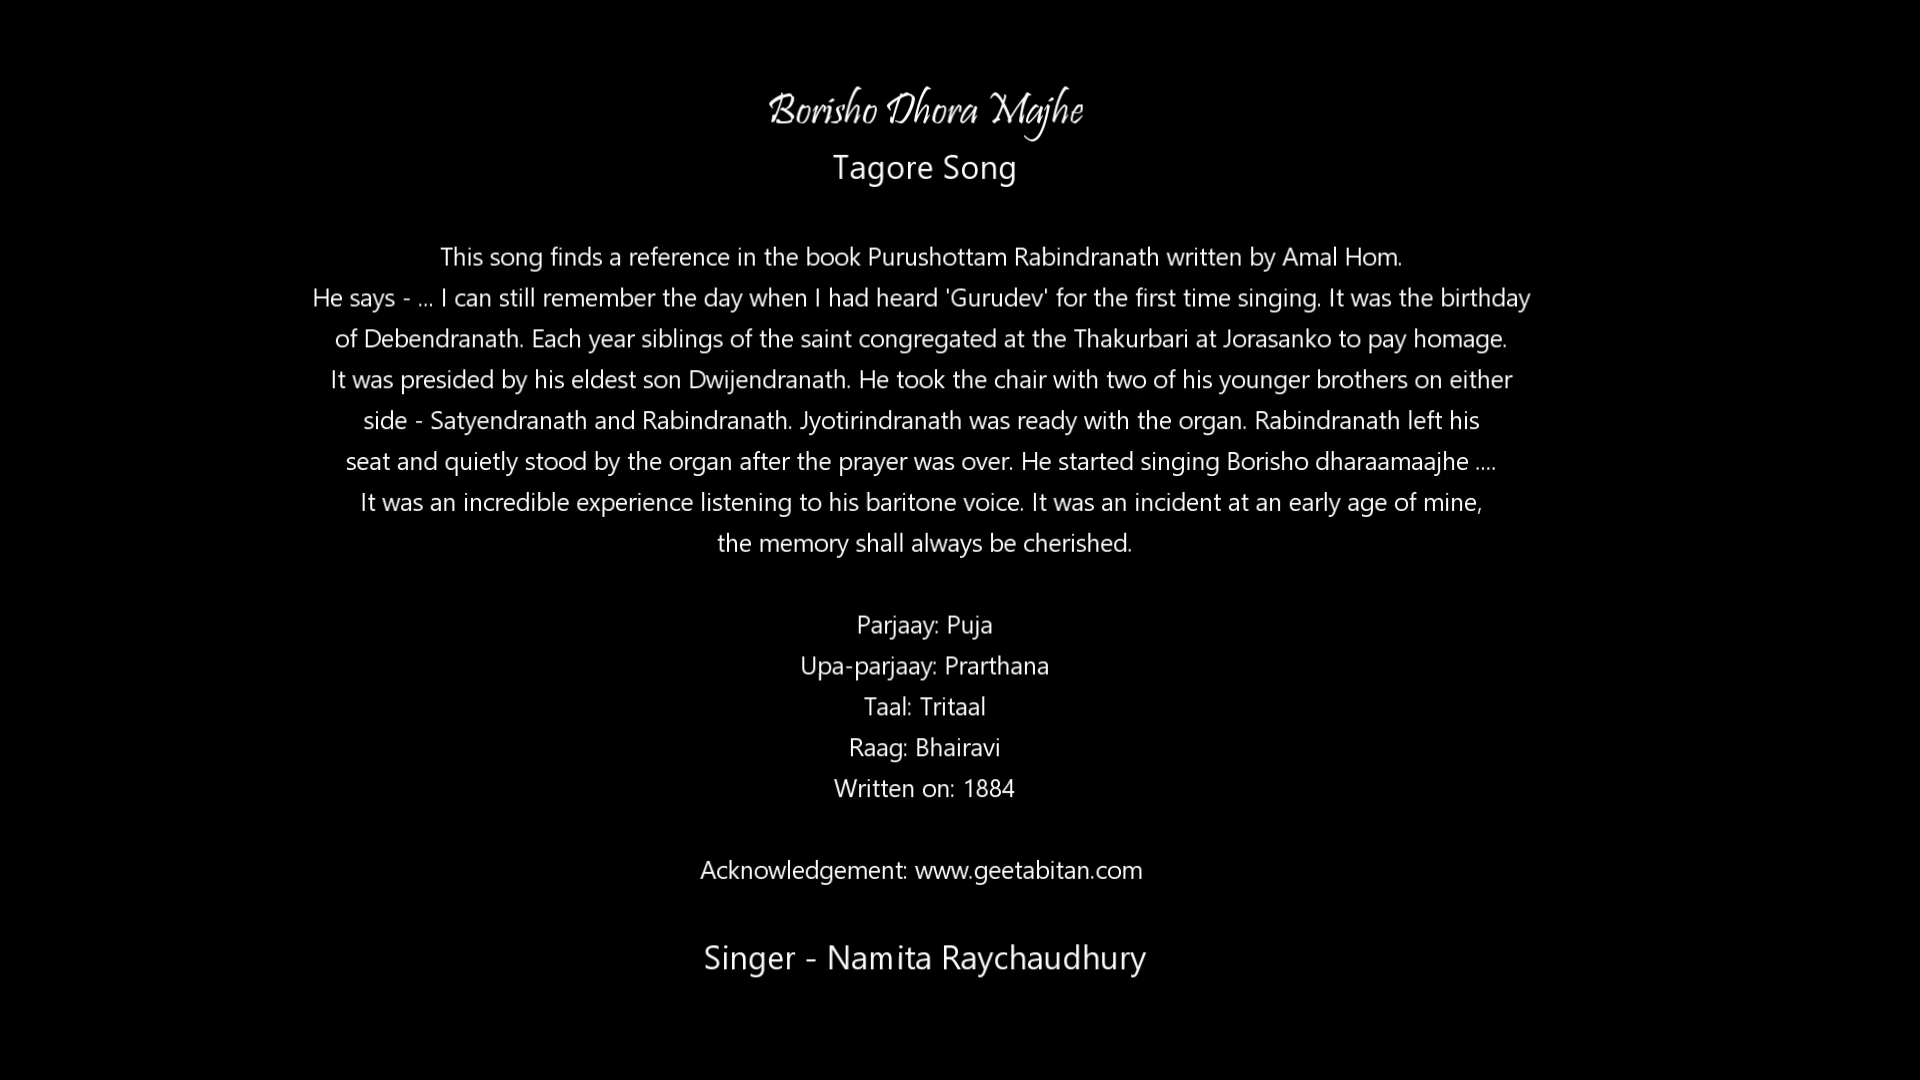 Borisho Dhora Majhe
Tagore Song
This song finds a reference in the book Purushottam Rabindranath written by Amal Hom.
He says - ... I can still remember the day when I had heard 'Gurudev' for the first time singing. It was the birthday
of Debendranath. Each year siblings of the saint congregated at the Thakurbari at Jorasanko to pay homage.
It was presided by his eldest son Dwijendranath. He took the chair with two of his younger brothers on either
side - Satyendranath and Rabindranath. Jyotirindranath was ready with the organ. Rabindranath left his
seat and quietly stood by the organ after the prayer was over. He started singing Borisho dharaamaajhe ....
It was an incredible experience listening to his baritone voice. It was an incident at an early age of mine,
the memory shall always be cherished.
Parjaay: Puja
Upa-parjaay: Prarthana
Taal: Tritaal
Raag: Bhairavi
Written on: 1884
Acknowledgement: www.geetabitan.com
Singer - Namita Raychaudhury